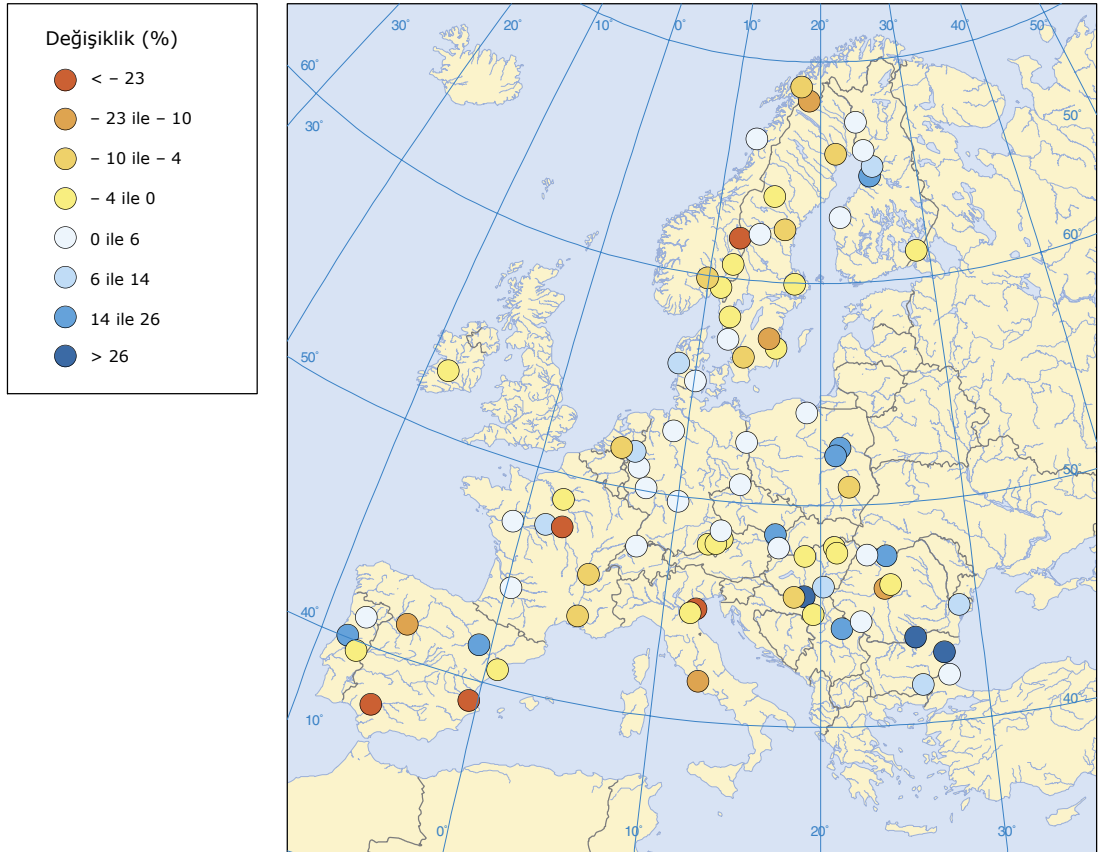 Değişiklik (%)
< – 23
– 23 ile – 10
– 10 ile – 4
– 4 ile 0
0 ile 6
6 ile 14
14 ile 26
> 26
30° 20° 10° 0° 10° 20° 30° 40° 50°
60°
30°
50°
60°
50°
50°
40°
40°
10°
0° 10° 20° 30°